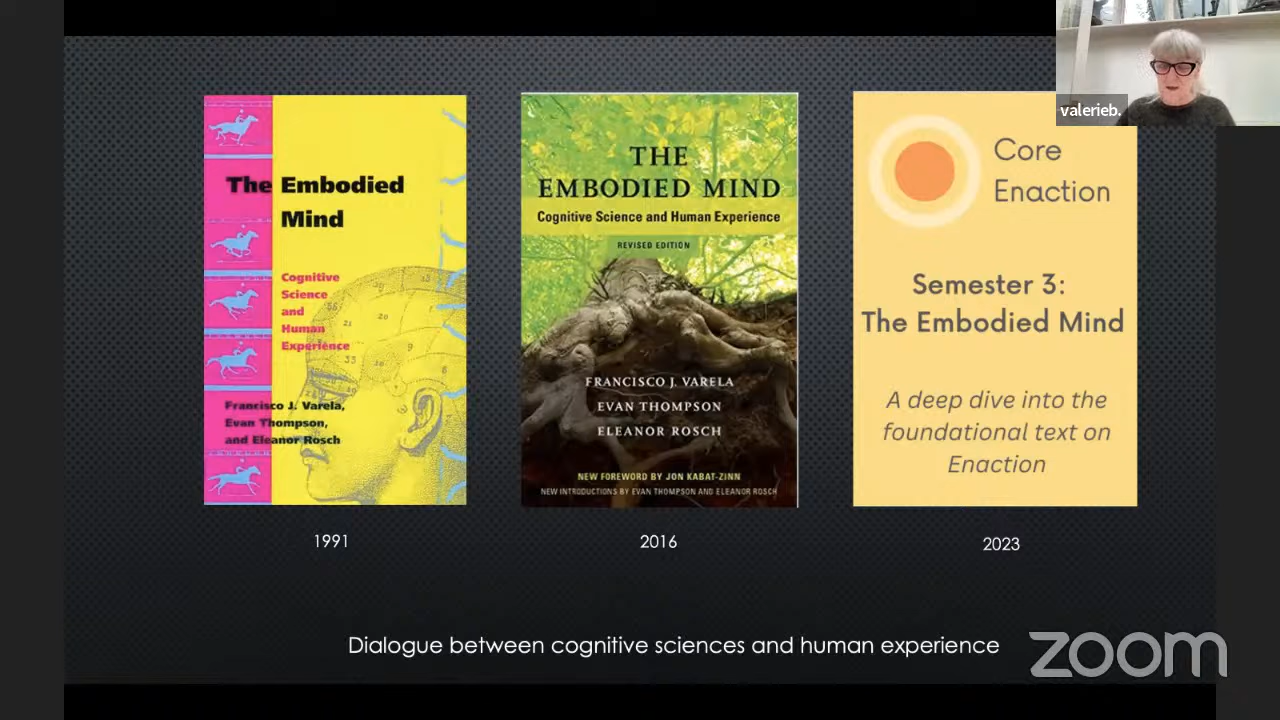 valerieb.
The Embodied
Mind
Cognitive
Science
and
Human
Experience
Francisco J. Varela,
Evan Thompson,
and Eleanor Rosch
1991
THE
EMBODIED MIND
Cognitive Science and Human Experience
REVISED EDITION
FRANCISCO J. VARELA
EVAN THOMPSON
ELEANOR ROSCH
NEW FOREWORD BY JON KABAT-ZINN
NEW INTRODUCTIONS BY EVAN THOMPSON AND ELEANOR ROSCH
2016
Core
Enaction
Semester 3:
The Embodied Mind
A deep dive into the
foundational text on
Enaction
2023
Dialogue between cognitive sciences and human experience
zoom